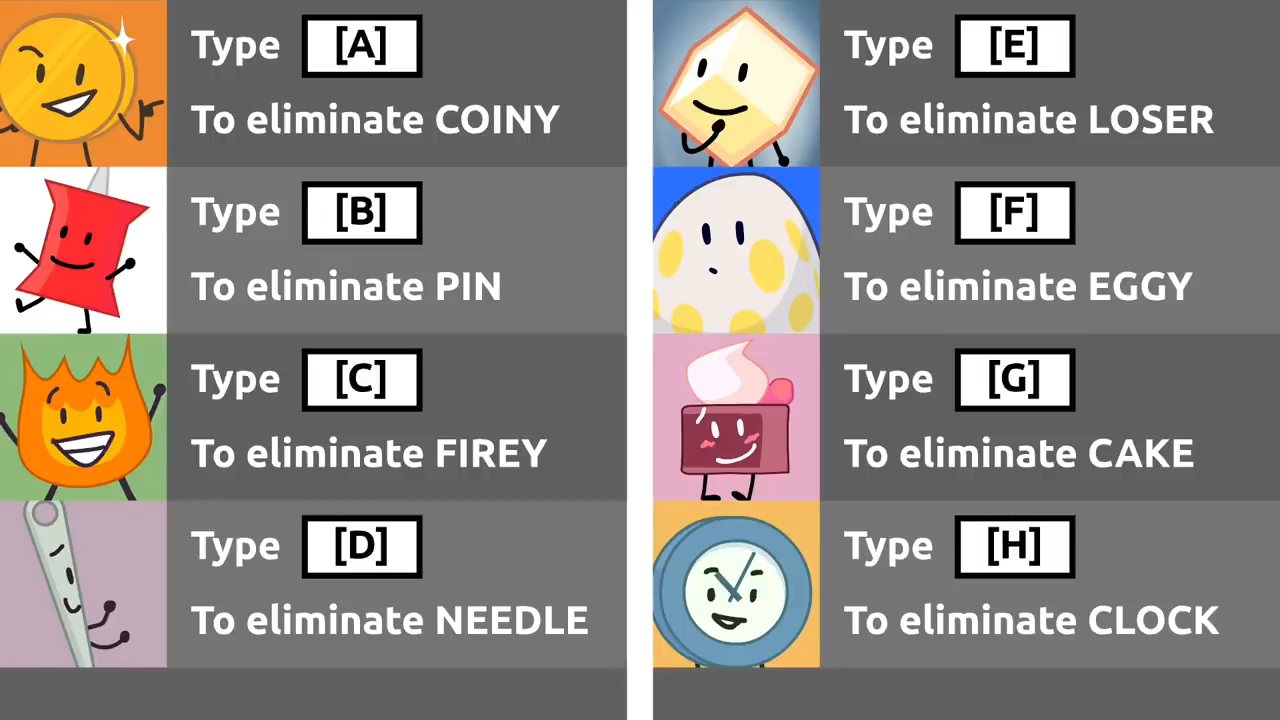 Type [A]
To eliminate COINY
Type [B]
To eliminate PIN
Type [C]
To eliminate FIREY
Type [D]
To eliminate NEEDLE
Type [E]
To eliminate LOSER
Type [F]
To eliminate EGGY
Type [G]
To eliminate CAKE
Type [H]
To eliminate CLOCK